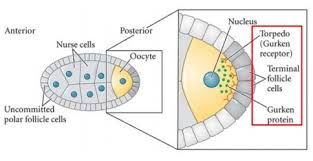 Anterior
Posterior
Nurse cells
Oocyte
Uncommitted
polar follicle cells
Nucleus
Torpedo
(Gurken
receptor)
Terminal
follicle
cells
Gurken
protein